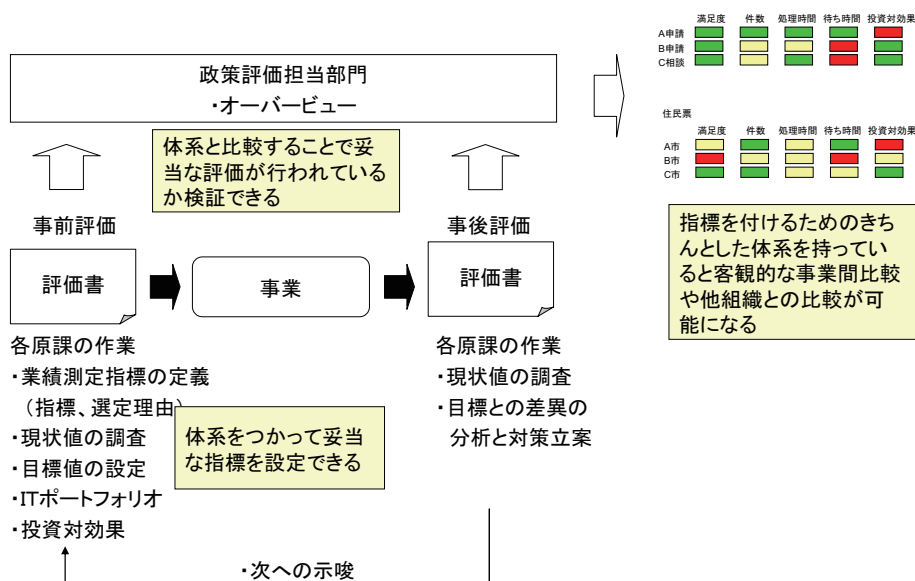 政策評価担当部門
・オーバービュー
体系と比較することで妥
当な評価が行われている
か検証できる
事前評価
事後評価
評価書
事業
評価書
各原課の作業
・業績測定指標の定義
（指標、選定理由）
・現状値の調査
・目標値の設定
・ITポートフォリオ
・投資対効果
体系をつかって妥当
な指標を設定できる
各原課の作業
・現状値の調査
・目標との差異の
分析と対策立案
・次への示唆
満足度 件数 処理時間 待ち時間 投資対効果
A申請
B申請
C相談
住民票
満足度 件数 処理時間 待ち時間 投資対効果
A市
B市
C市
指標を付けるためのきち
んとした体系を持ってい
ると客観的な事業間比較
や他組織との比較が可
能になる